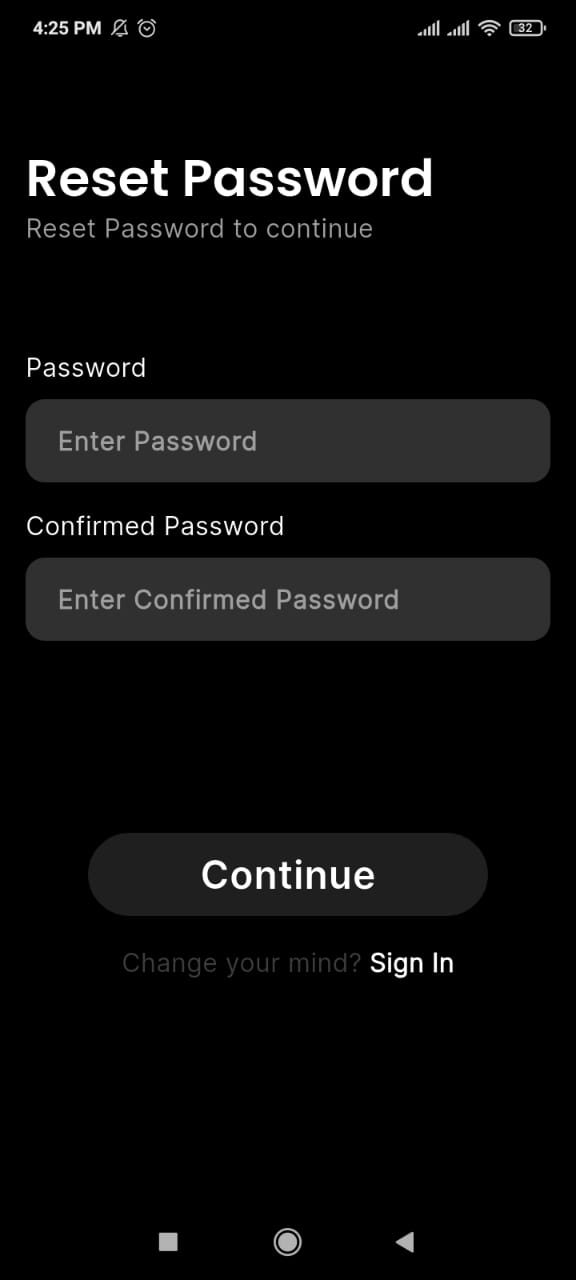 4:25 PM 32
Reset Password
Reset Password to continue
Password
Enter Password
Confirmed Password
Enter Confirmed Password
Continue
Change your mind? Sign In